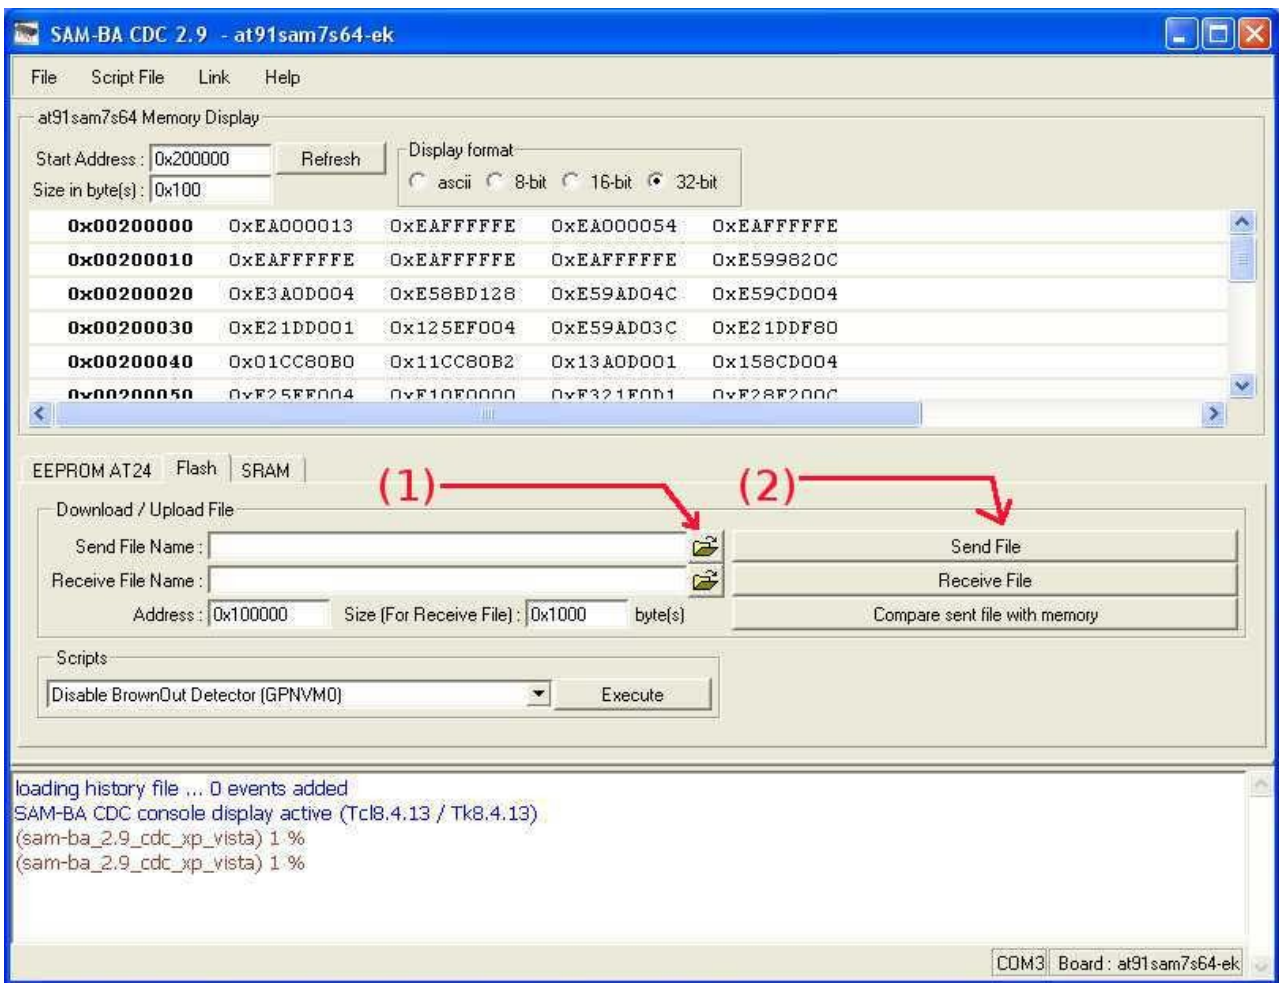 SAM-BA CDC 2.9 - at91sam7s64-ek
File Script File Link Help
at91sam7s64 Memory Display
Start Address : 0x200000 Refresh
Size in byte(s) : 0x100
Display format
ascii 8-bit 16-bit 32-bit
0x00200000 0xEA000013 0xEAFFFFFE 0xEA000054 0xEAFFFFFE
0x00200010 0xEAFFFFFE 0xEAFFFFFE 0xEAFFFFFE 0xE599820C
0x00200020 0xE3A0D004 0xE58BD128 0xE59AD04C 0xE59CD004
0x00200030 0xE21DD001 0x125EF004 0xE59AD03C 0xE21DDF80
0x00200040 0x01CC80B0 0x11CC80B2 0x13A0D001 0x158CD004
0x00200050 0xE25EF004 0xE10F0000 0xE321F0D1 0xE28F200C
EEPROM AT24 Flash SRAM
(1) (2)
Download / Upload File
Send File Name : Send File
Receive File Name : Receive File
Address : 0x100000 Size (For Receive File) : 0x1000 byte(s) Compare sent file with memory
Scripts
Disable BrownOut Detector (GPNVM0) Execute
loading history file ... 0 events added
SAM-BA CDC console display active (Tcl8.4.13 / Tk8.4.13)
(sam-ba_2.9_cdc_xp_vista) 1 %
(sam-ba_2.9_cdc_xp_vista) 1 %
COM3 Board : at91sam7s64-ek